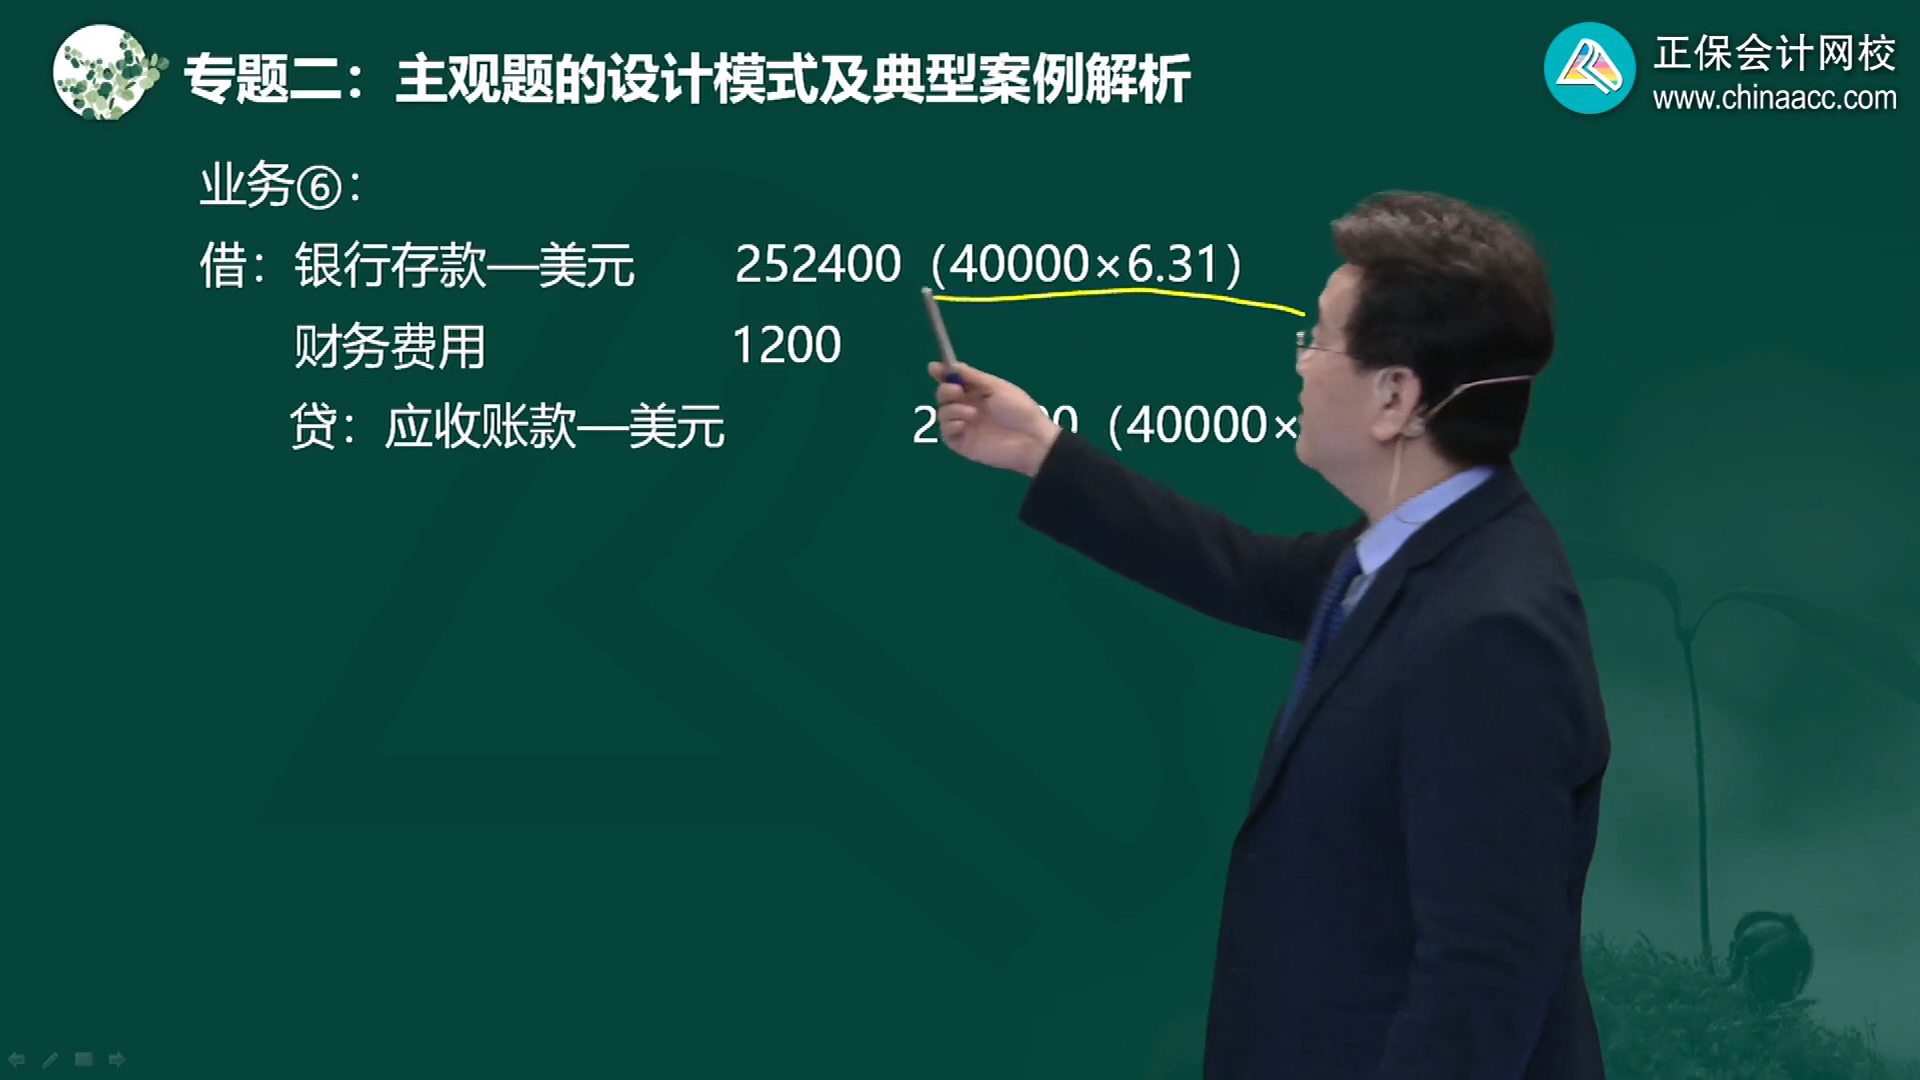 专题二：主观题的设计模式及典型案例解析
正保会计网校
www.chinaacc.com
业务⑥：
借：银行存款—美元 252400（40000×6.31）
财务费用 1200
贷：应收账款—美元 2 0（40000×